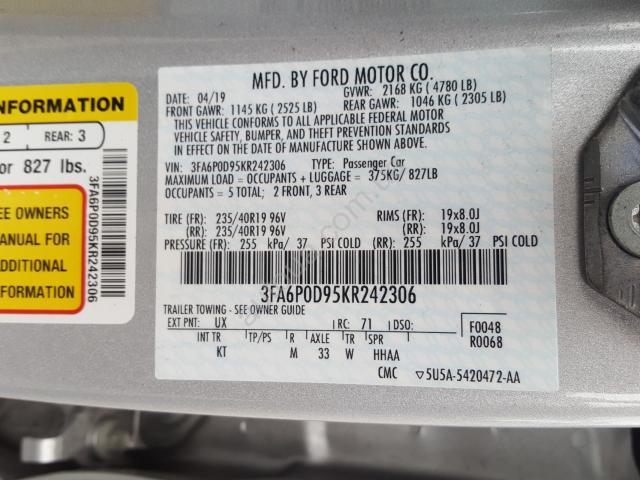 NFORMATION
2 REAR: 3
or 827 lbs.
EE OWNERS
ANUAL FOR
ADDITIONAL
FORMATION
3FA6P0D95KR242306
MFD. BY FORD MOTOR CO.
DATE: 04/19 GVWR: 2168 KG ( 4780 LB)
FRONT GAWR: 1145 KG ( 2525 LB) REAR GAWR: 1046 KG ( 2305 LB)
THIS VEHICLE CONFORMS TO ALL APPLICABLE FEDERAL MOTOR
VEHICLE SAFETY, BUMPER, AND THEFT PREVENTION STANDARDS
IN EFFECT ON THE DATE OF MANUFACTURE SHOWN ABOVE.
VIN: 3FA6P0D95KR242306 TYPE: Passenger Car
MAXIMUM LOAD = OCCUPANTS + LUGGAGE = 375KG/ 827LB
OCCUPANTS = 5 TOTAL; 2 FRONT, 3 REAR
TIRE (FR): 235/40R19 96V RIMS (FR): 19x8.0J
(RR): 235/40R19 96V (RR): 19x8.0J
PRESSURE (FR): 255 kPa/ 37 PSI COLD (RR): 255 kPa/ 37 PSI COLD
3FA6P0D95KR242306
TRAILER TOWING - SEE OWNER GUIDE
EXT PNT: UX RC: 71 DSO: F0048
INT TR TP/PS R AXLE TR SPR R0068
KT M 33 W HHAA
CMC ▽5U5A-5420472-AA